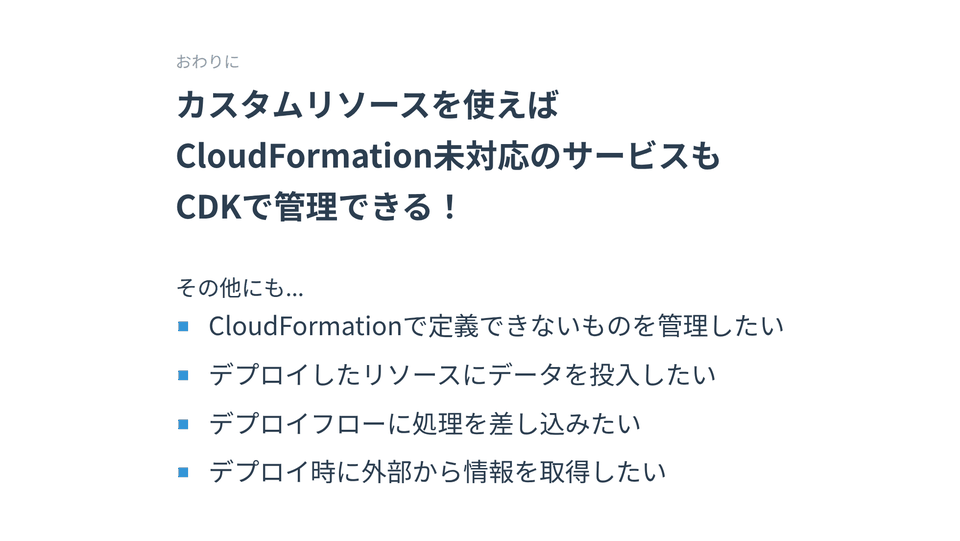 おわりに
カスタムリソースを使えば
CloudFormation未対応のサービスも
CDKで管理できる！
その他にも...
CloudFormationで定義できないものを管理したい
デプロイしたリソースにデータを投入したい
デプロイフローに処理を差し込みたい
デプロイ時に外部から情報を取得したい